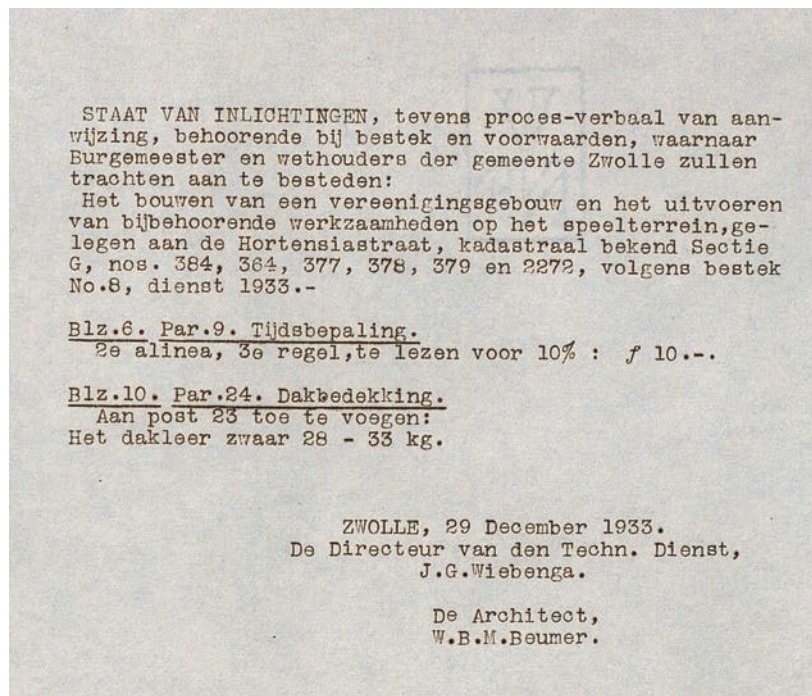 STAAT VAN INLICHTINGEN, tevens proces-verbaal van aan-
wijzing, behoorende bij bestek en voorwaarden, waarnaar
Burgemeester en wethouders der gemeente Zwolle zullen
trachten aan te besteden:
Het bouwen van een vereenigingsgebouw en het uitvoeren
van bijbehoorende werkzaamheden op het speelterrein,ge-
legen aan de Hortensiastraat, kadastraal bekend Sectie
G, nos. 384, 364, 377, 378, 379 en 2272, volgens bestek
No.8, dienst 1933.-
Blz.6. Par.9. Tijdsbepaling.
2e alinea, 3e regel,te lezen voor 10% : ƒ 10.-.
Blz.10. Par.24. Dakbedekking.
Aan post 23 toe te voegen:
Het dakleer zwaar 28 - 33 kg.
ZWOLLE, 29 December 1933.
De Directeur van den Techn. Dienst,
J.G.Wiebenga.
De Architect,
W.B.M.Beumer.